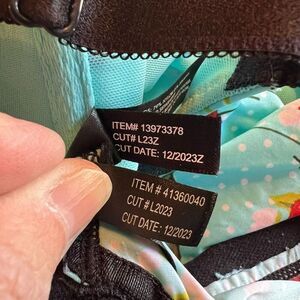 ITEM# 13973378
CUT# L23Z
CUT DATE: 12/2023Z
ITEM # 41360040
CUT # L2023
CUT DATE: 12/2023